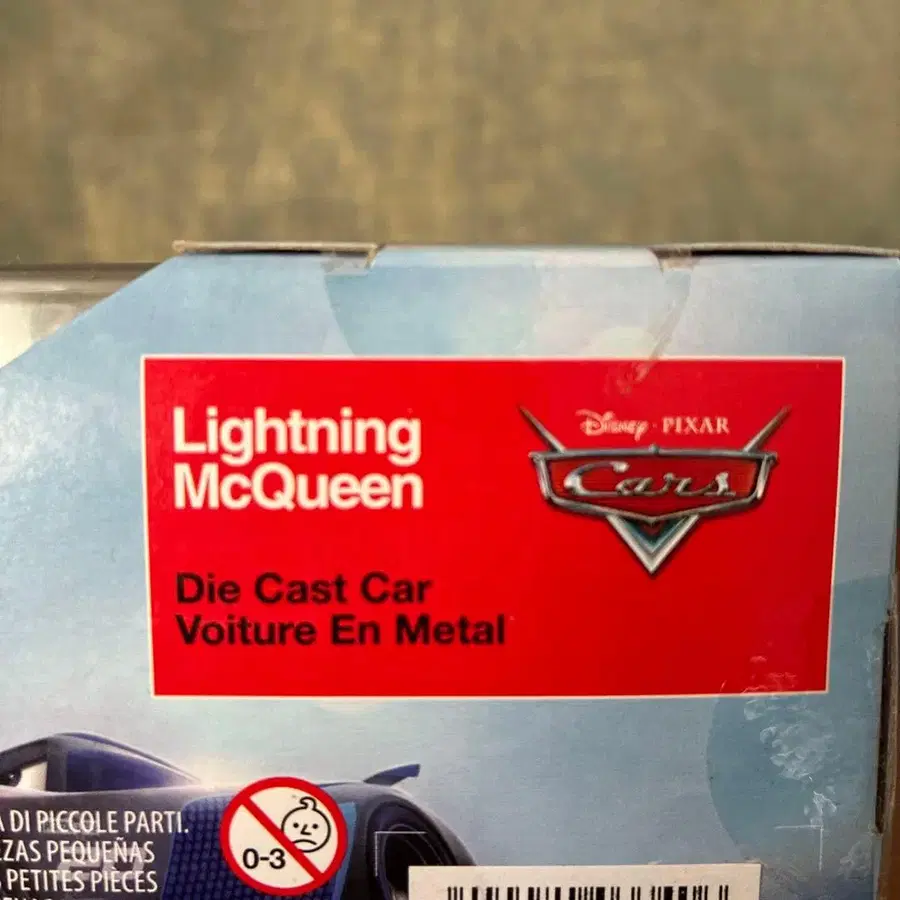 Lightning
McQueen
DISNEY · PIXAR
Cars
Die Cast Car
Voiture En Metal
DI PICCOLE PARTI.
PEQUEÑAS
PETITES PIÈCES
0-3